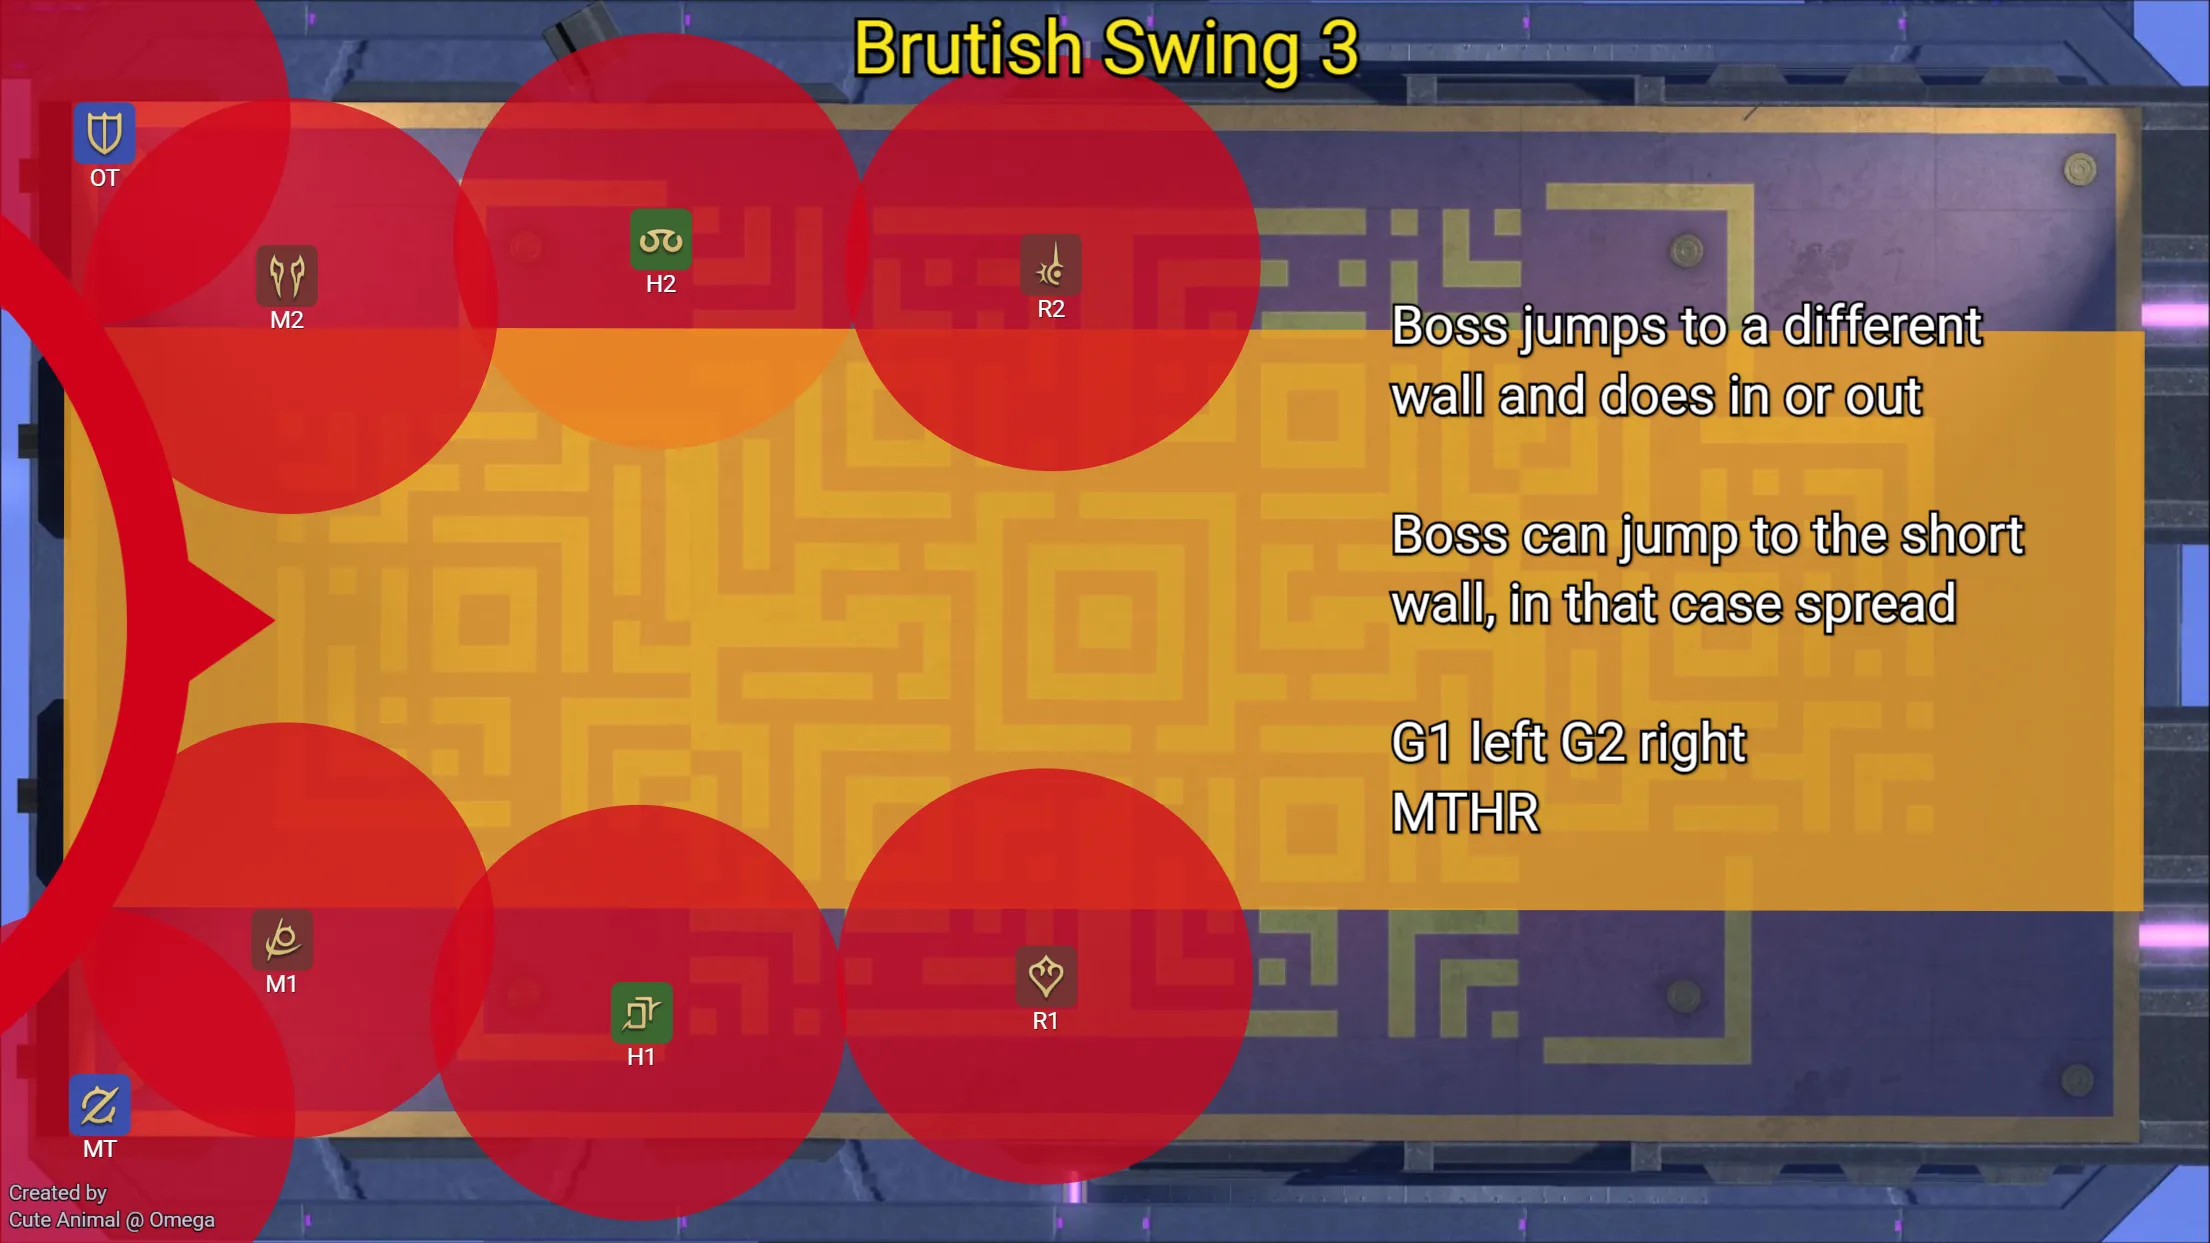 Brutish Swing 3
OT
M2
H2
R2
Boss jumps to a different
wall and does in or out
Boss can jump to the short
wall, in that case spread
G1 left G2 right
MTHR
M1
H1
R1
MT
Created by
Cute Animal @ Omega